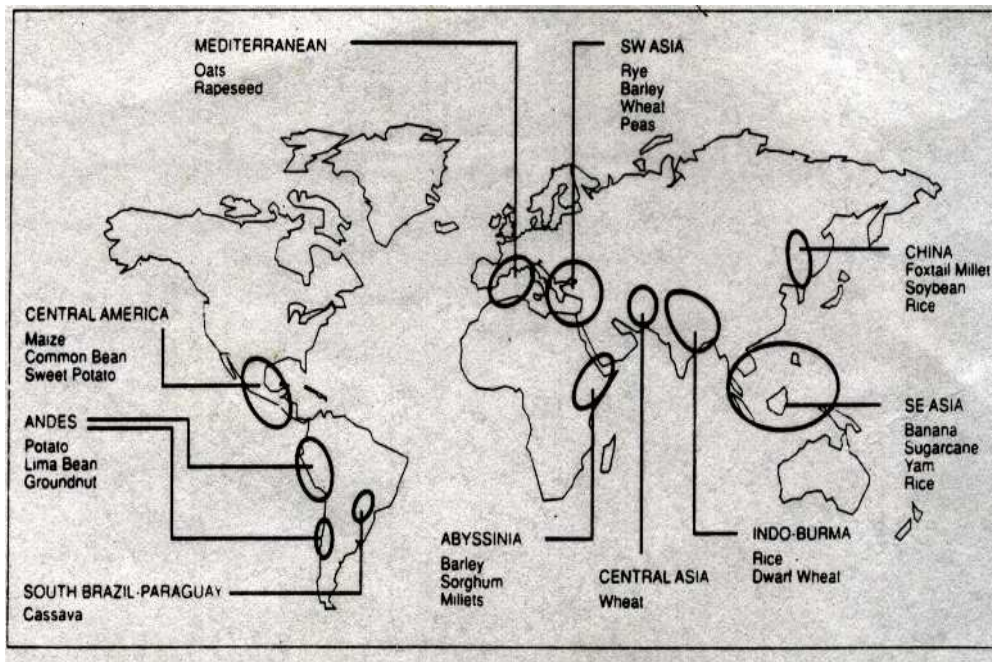 MEDITERRANEAN
Oats
Rapeseed
SW ASIA
Rye
Barley
Wheat
Peas
CHINA
Foxtail Millet
Soybean
Rice
CENTRAL AMERICA
Maize
Common Bean
Sweet Potato
ANDES
Potato
Lima Bean
Groundnut
SE ASIA
Banana
Sugarcane
Yam
Rice
ABYSSINIA
Barley
Sorghum
Millets
CENTRAL ASIA
Wheat
INDO-BURMA
Rice
Dwarf Wheat
SOUTH BRAZIL-PARAGUAY
Cassava